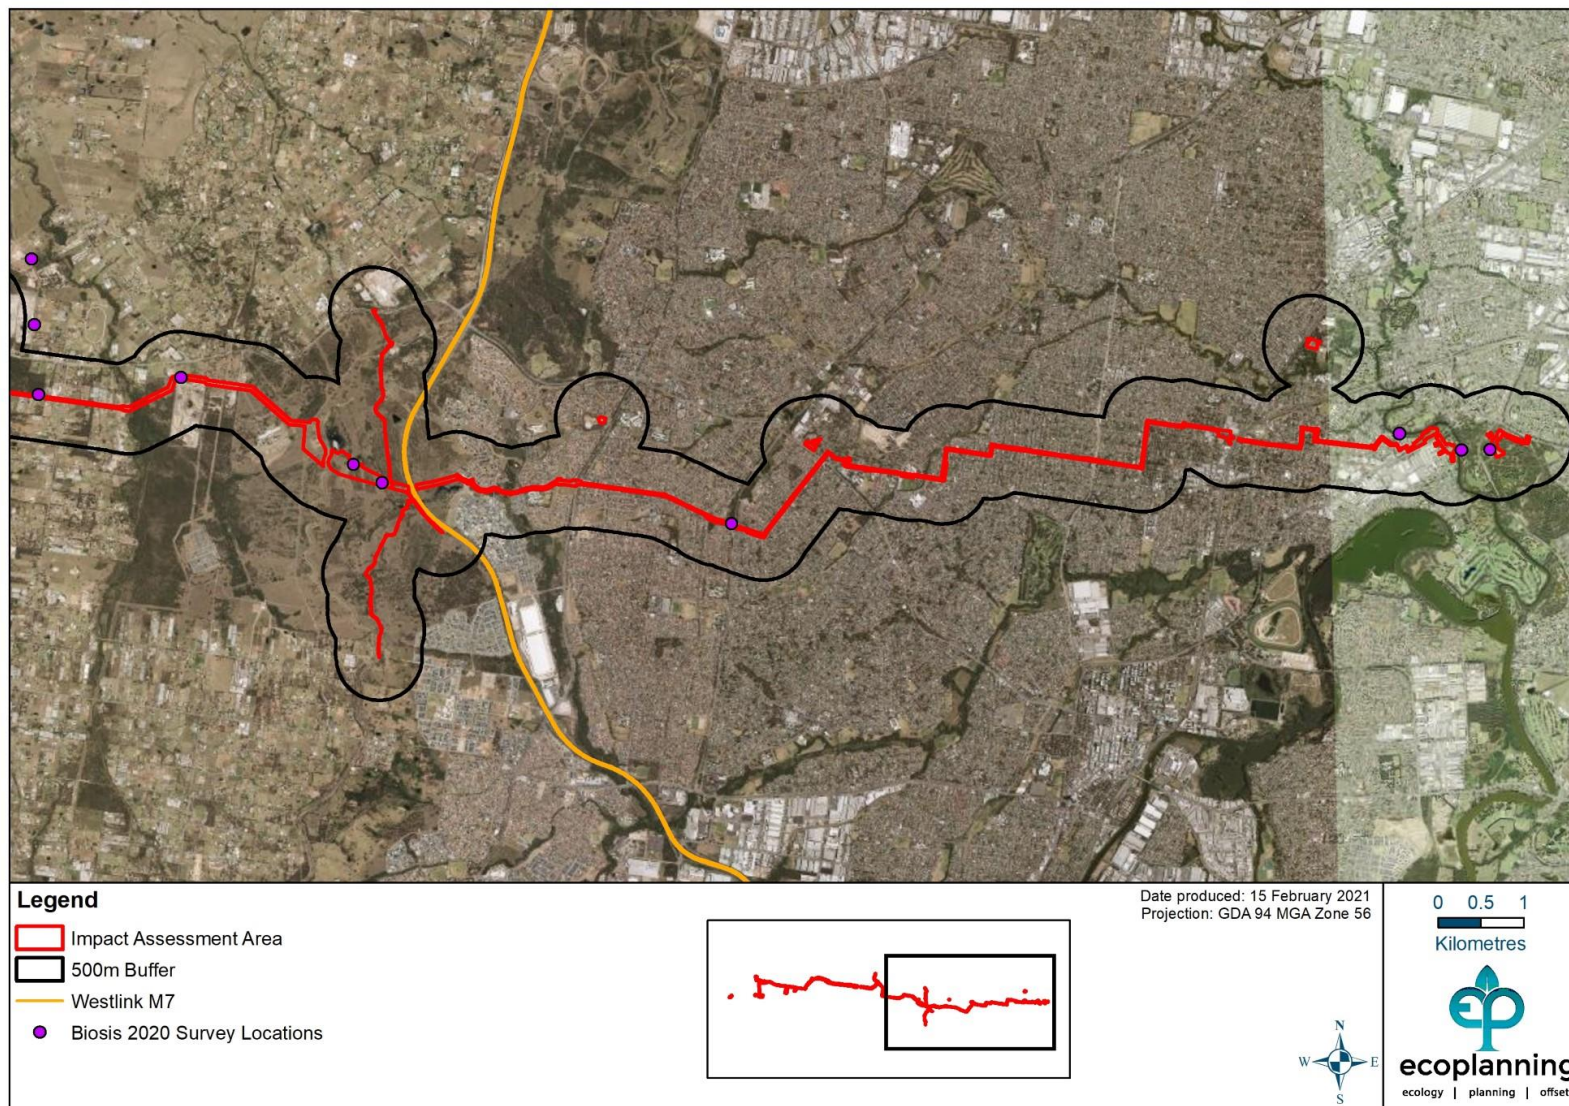 Legend
Impact Assessment Area
500m Buffer
Westlink M7
Biosis 2020 Survey Locations
Date produced: 15 February 2021
Projection: GDA 94 MGA Zone 56
N
W E
S
0 0.5 1
Kilometres
ep
ecoplanning
ecology | planning | offset